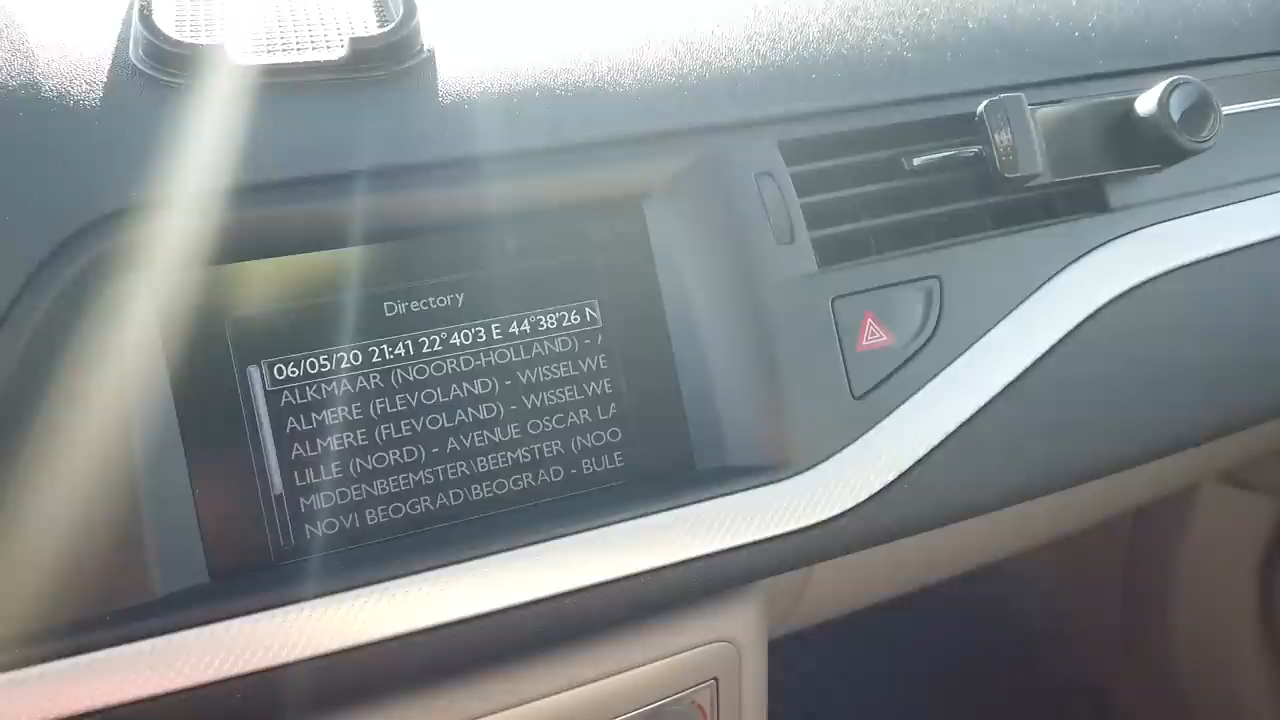 Directory
06/05/20 21:41 22°40'3 E 44°38'26 N
ALKMAAR (NOORD-HOLLAND) -
ALMERE (FLEVOLAND) - WISSELWE
ALMERE (FLEVOLAND) - WISSELWE
LILLE (NORD) - AVENUE OSCAR LA
MIDDENBEEMSTER\BEEMSTER (NOO
NOVI BEOGRAD\BEOGRAD - BULE